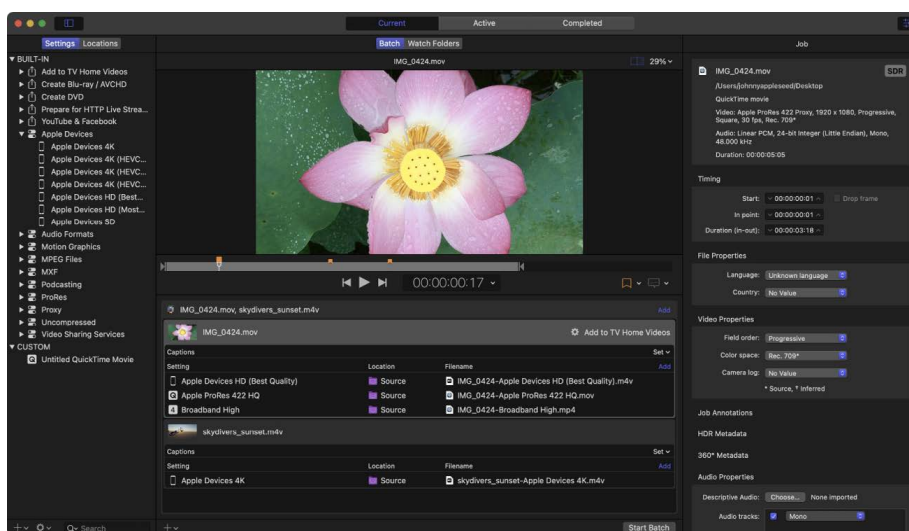 Current Active Completed
Settings Locations
Batch Watch Folders
Job
BUILT-IN
Add to TV Home Videos
Create Blu-ray / AVCHD
Create DVD
Prepare for HTTP Live Strea...
YouTube & Facebook
Apple Devices
Apple Devices 4K
Apple Devices 4K (HEVC...
Apple Devices 4K (HEVC...
Apple Devices 4K (HEVC...
Apple Devices HD (Best...
Apple Devices HD (Most...
Apple Devices SD
Audio Formats
Motion Graphics
MPEG Files
MXF
Podcasting
ProRes
Proxy
Uncompressed
Video Sharing Services
CUSTOM
Untitled QuickTime Movie
Search
IMG_0424.mov
29%
00:00:00:17
IMG_0424.mov, skydivers_sunset.m4v Add
IMG_0424.mov Add to TV Home Videos
Captions Set
Setting Location Filename Add
Apple Devices HD (Best Quality) Source IMG_0424-Apple Devices HD (Best Quality).m4v
Apple ProRes 422 HQ Source IMG_0424-Apple ProRes 422 HQ.mov
Broadband High Source IMG_0424-Broadband High.mp4
skydivers_sunset.m4v
Captions Set
Setting Location Filename Add
Apple Devices 4K Source skydivers_sunset-Apple Devices 4K.m4v
Start Batch
IMG_0424.mov SDR
/Users/johnnyappleseed/Desktop
QuickTime movie
Video: Apple ProRes 422 Proxy, 1920 x 1080, Progressive,
Square, 30 fps, Rec. 709*
Audio: Linear PCM, 24-bit Integer (Little Endian), Mono,
48.000 kHz
Duration: 00:00:05:05
Timing
Start: 00:00:00:01 Drop frame
In point: 00:00:00:01
Duration (in-out): 00:00:03:18
File Properties
Language: Unknown language
Country: No Value
Video Properties
Field order: Progressive
Color space: Rec. 709*
Camera log: No Value
* Source, † Inferred
Job Annotations
HDR Metadata
360° Metadata
Audio Properties
Descriptive Audio: Choose... None imported
Audio tracks: Mono